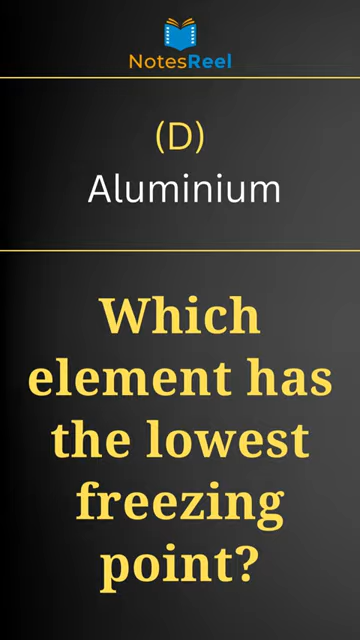 NotesReel
(D)
Aluminium
Which
element has
the lowest
freezing
point?